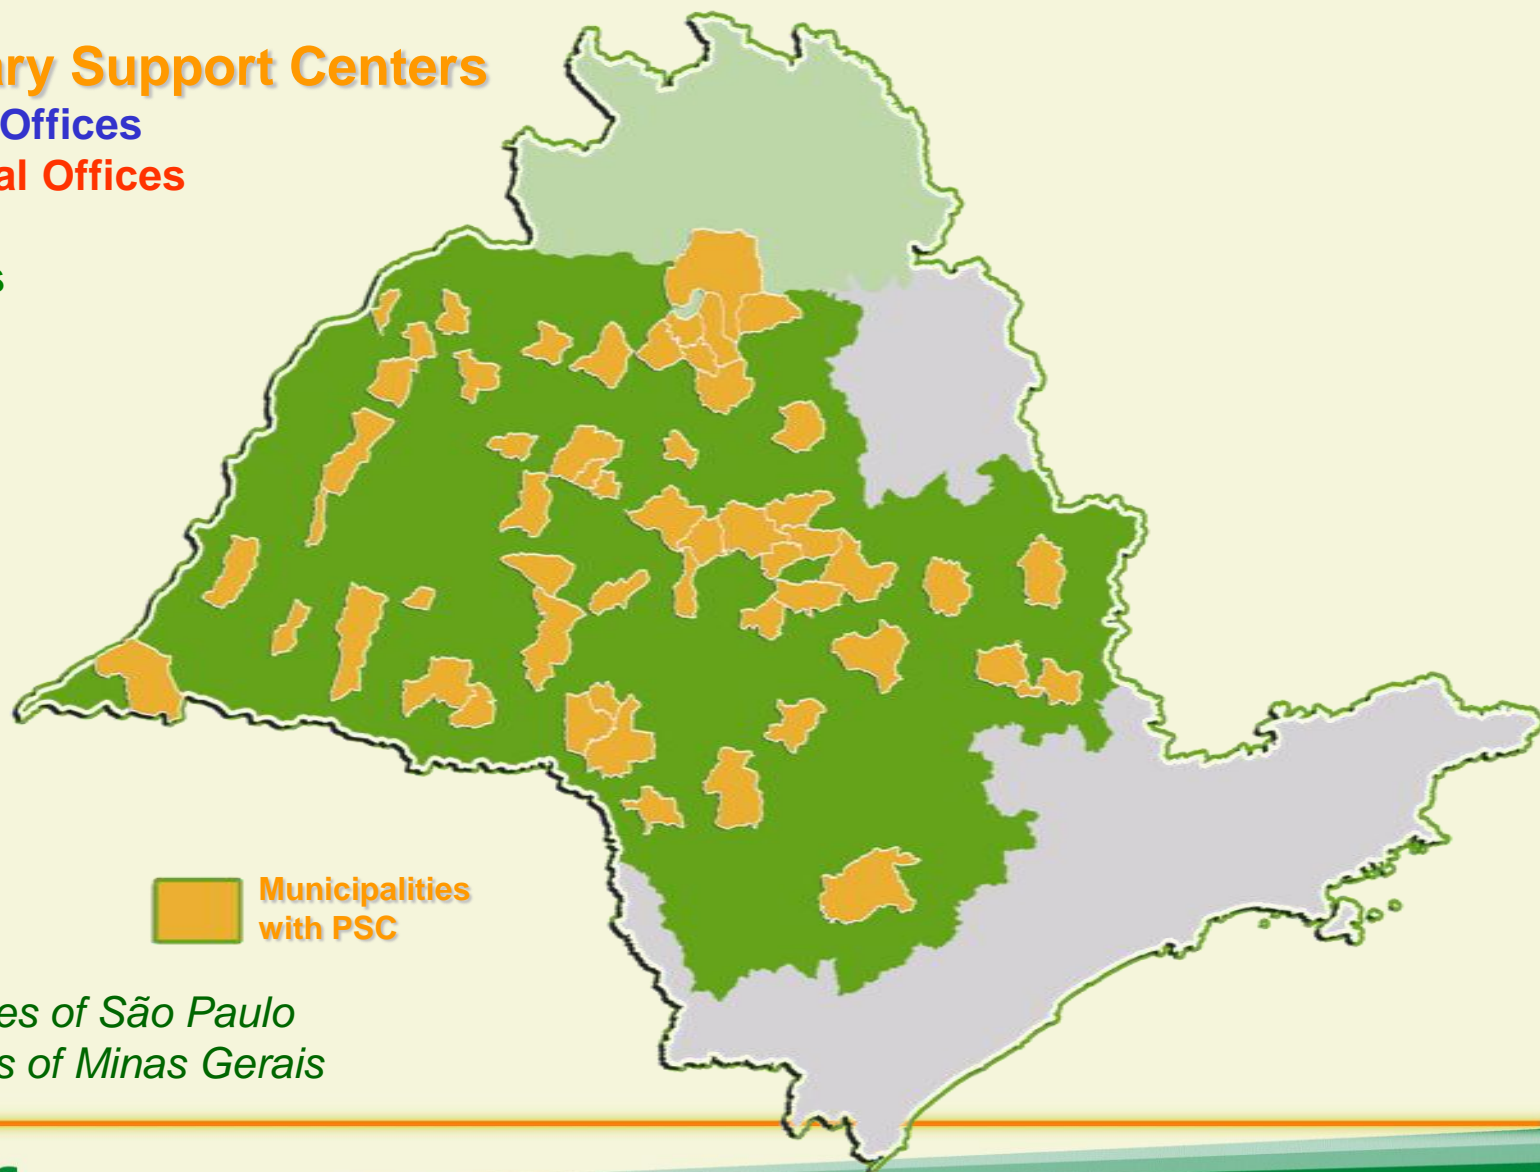 ary Support Centers
Offices
al Offices
s
Municipalities
with PSC
es of São Paulo
s of Minas Gerais